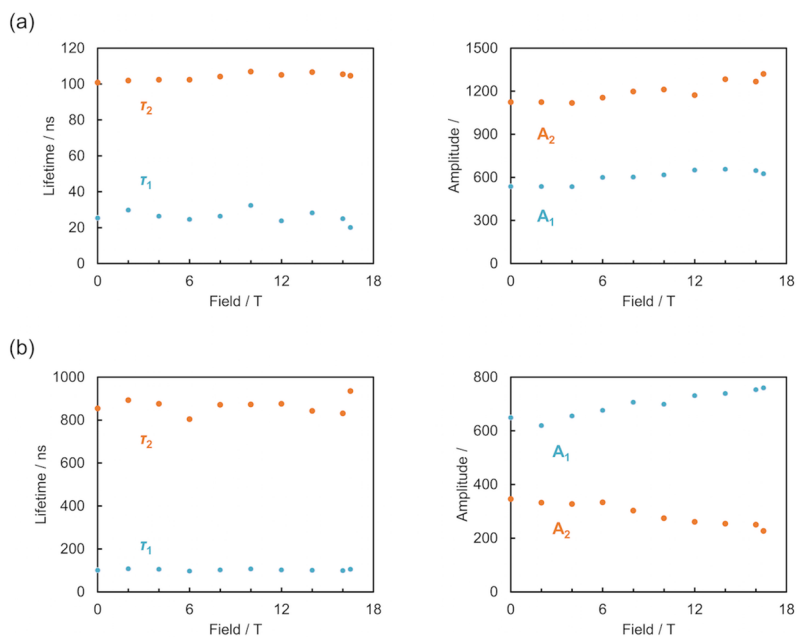 (a)
120
100
80
60
40
20
0
Lifetime / ns
τ2
τ1
0 6 12 18
Field / T
1500
1200
900
600
300
0
Amplitude /
A2
A1
0 6 12 18
Field / T
(b)
1000
800
600
400
200
0
Lifetime / ns
τ2
τ1
0 6 12 18
Field / T
800
600
400
200
0
Amplitude /
A1
A2
0 6 12 18
Field / T